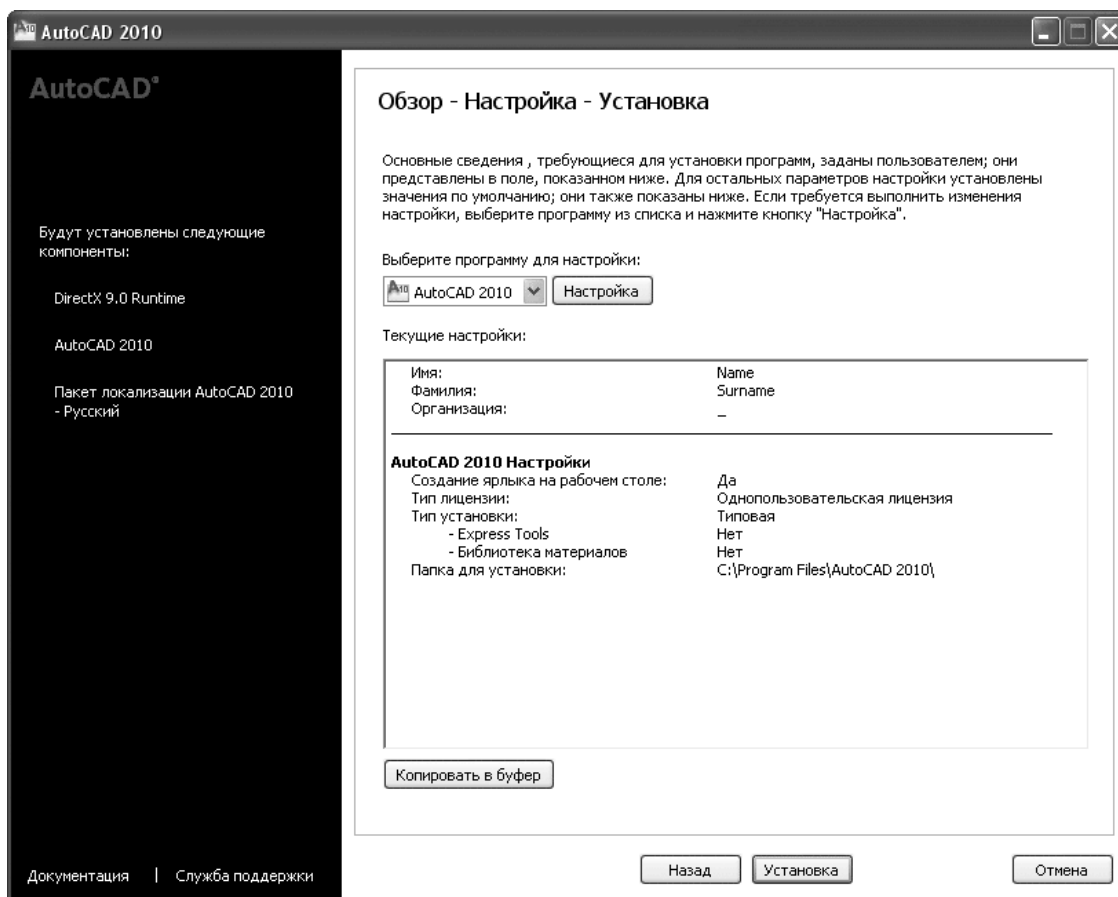 AutoCAD 2010
AutoCAD®
Будут установлены следующие
компоненты:
DirectX 9.0 Runtime
AutoCAD 2010
Пакет локализации AutoCAD 2010
- Русский
Документация | Служба поддержки
Обзор - Настройка - Установка
Основные сведения , требующиеся для установки программ, заданы пользователем; они
представлены в поле, показанном ниже. Для остальных параметров настройки установлены
значения по умолчанию; они также показаны ниже. Если требуется выполнить изменения
настройки, выберите программу из списка и нажмите кнопку "Настройка".
Выберите программу для настройки:
AutoCAD 2010 Настройка
Текущие настройки:
Имя: Name
Фамилия: Surname
Организация: _
AutoCAD 2010 Настройки
Создание ярлыка на рабочем столе: Да
Тип лицензии: Однопользовательская лицензия
Тип установки: Типовая
- Express Tools Нет
- Библиотека материалов Нет
Папка для установки: C:\Program Files\AutoCAD 2010\
Копировать в буфер
Назад Установка Отмена